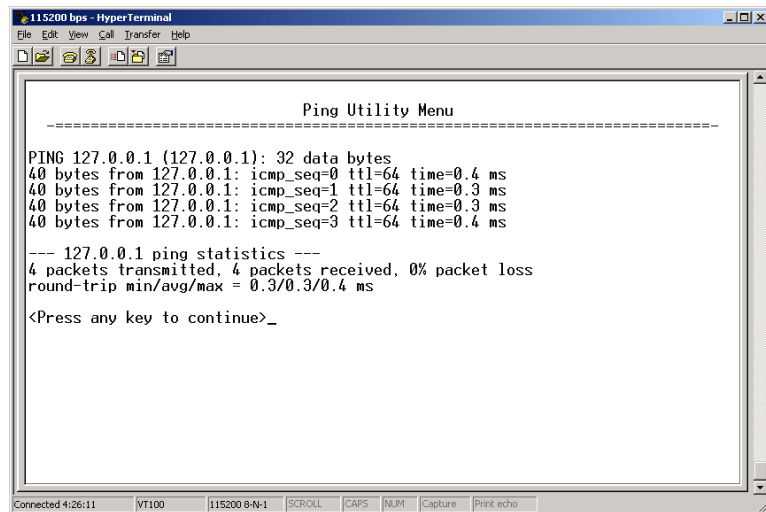 115200 bps - HyperTerminal
File Edit View Call Transfer Help
Ping Utility Menu
-===========================================================================-
PING 127.0.0.1 (127.0.0.1): 32 data bytes
40 bytes from 127.0.0.1: icmp_seq=0 ttl=64 time=0.4 ms
40 bytes from 127.0.0.1: icmp_seq=1 ttl=64 time=0.3 ms
40 bytes from 127.0.0.1: icmp_seq=2 ttl=64 time=0.3 ms
40 bytes from 127.0.0.1: icmp_seq=3 ttl=64 time=0.4 ms
--- 127.0.0.1 ping statistics ---
4 packets transmitted, 4 packets received, 0% packet loss
round-trip min/avg/max = 0.3/0.3/0.4 ms
<Press any key to continue>_
Connected 4:26:11 VT100 115200 8-N-1 SCROLL CAPS NUM Capture Print echo